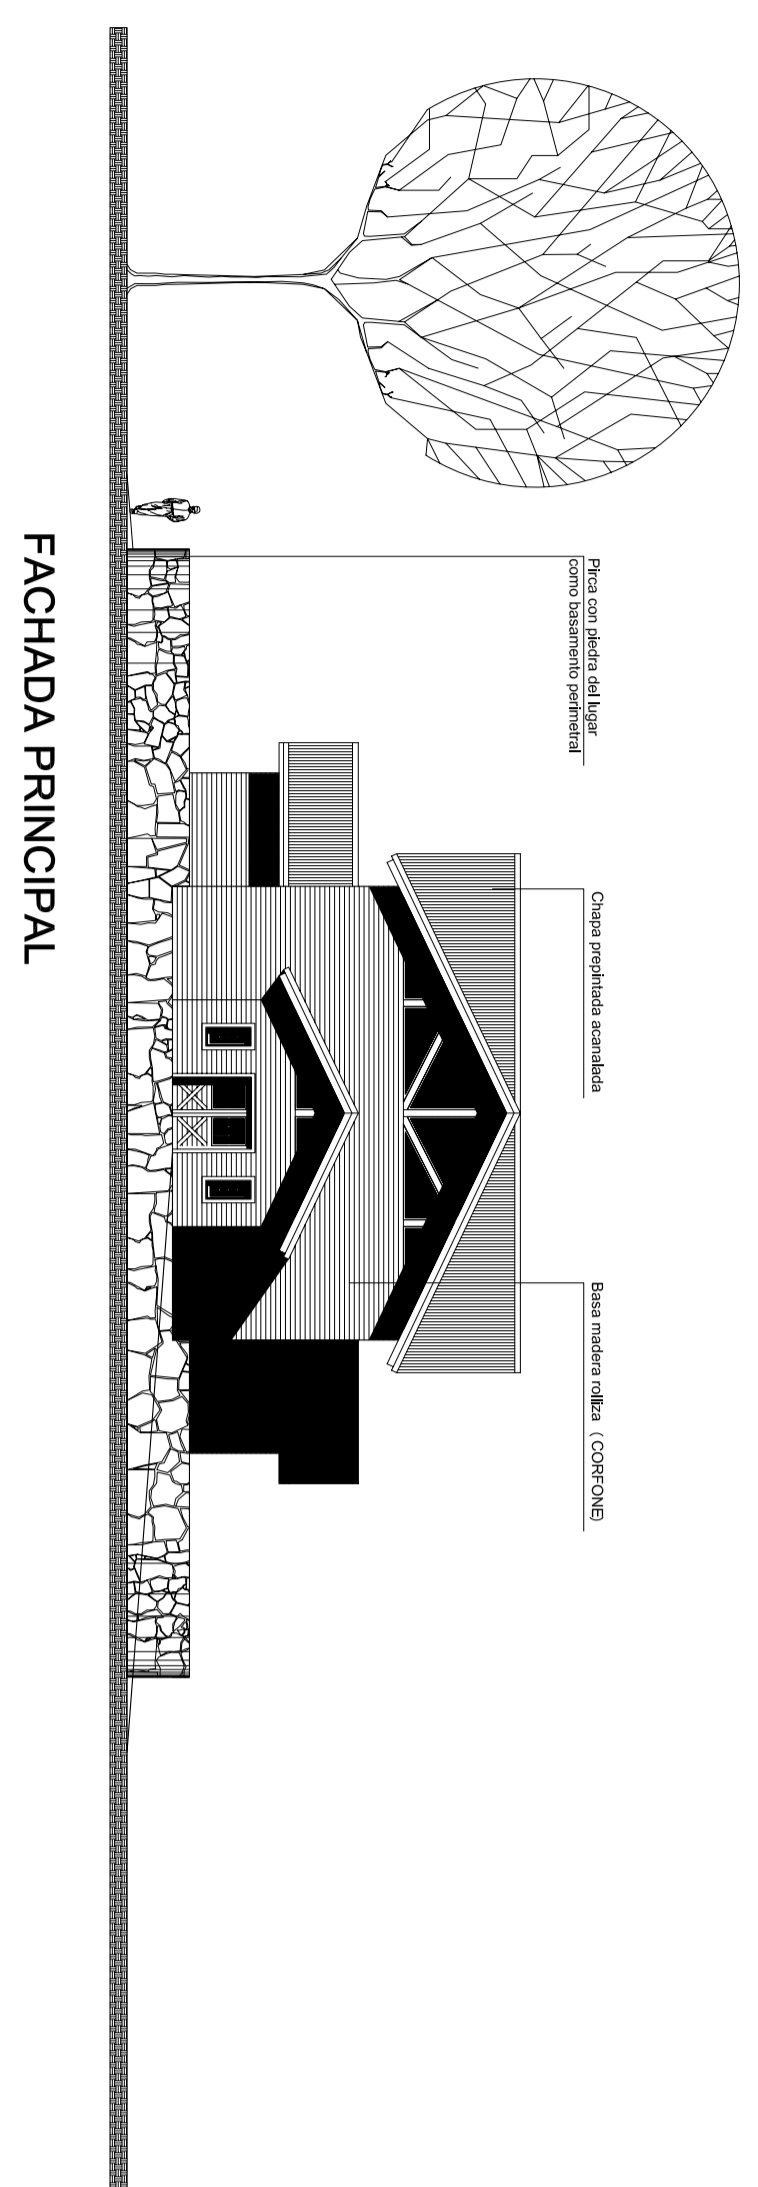 Pirca con piedra del lugar
como basamento perimetral
Chapa prepintada acanalada
Basa madera rolliza ( CORFONE)
FACHADA PRINCIPAL